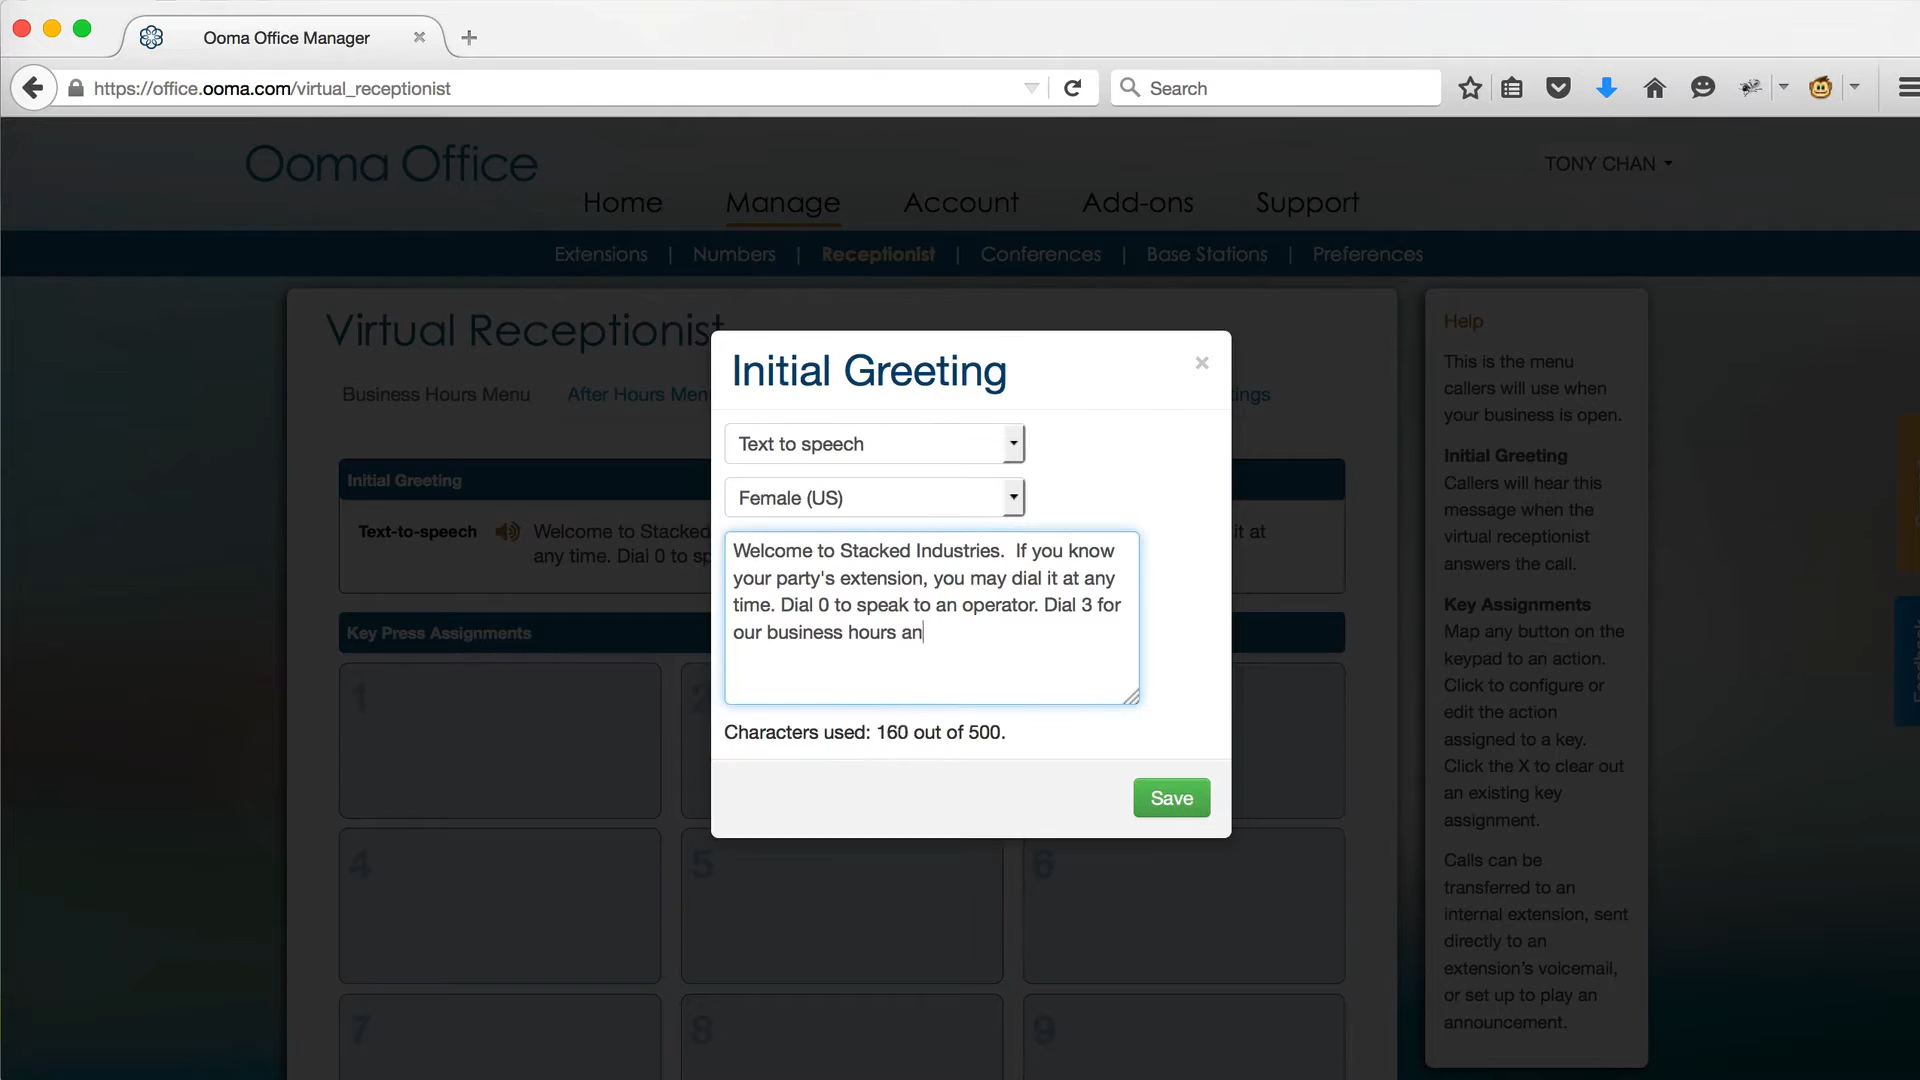 Ooma Office Manager
https://office.ooma.com/virtual_receptionist
Search
Ooma Office
TONY CHAN
Home Manage Account Add-ons Support
Extensions | Numbers | Receptionist | Conferences | Base Stations | Preferences
Virtual Receptionist
Business Hours Menu After Hours Men
ings
Initial Greeting
Text-to-speech Welcome to Stacked
it at
any time. Dial 0 to sp
Key Press Assignments
1
2
4
5
6
7
8
9
Initial Greeting
×
Text to speech
Female (US)
Welcome to Stacked Industries.  If you know
your party's extension, you may dial it at any
time. Dial 0 to speak to an operator. Dial 3 for
our business hours an
Characters used: 160 out of 500.
Save
Help
This is the menu
callers will use when
your business is open.
Initial Greeting
Callers will hear this
message when the
virtual receptionist
answers the call.
Key Assignments
Map any button on the
keypad to an action.
Click to configure or
edit the action
assigned to a key.
Click the X to clear out
an existing key
assignment.
Calls can be
transferred to an
internal extension, sent
directly to an
extension's voicemail,
or set up to play an
announcement.